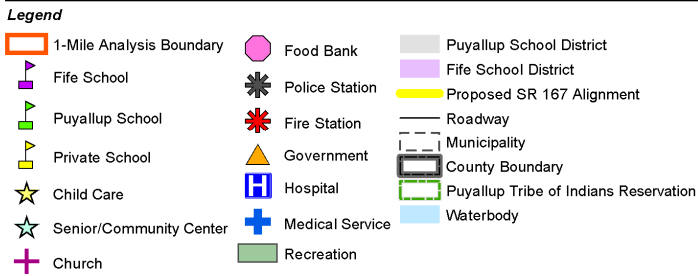 Legend
1-Mile Analysis Boundary
Fife School
Puyallup School
Private School
Child Care
Senior/Community Center
Church
Food Bank
Police Station
Fire Station
Government
Hospital
Medical Service
Recreation
Puyallup School District
Fife School District
Proposed SR 167 Alignment
Roadway
Municipality
County Boundary
Puyallup Tribe of Indians Reservation
Waterbody
H